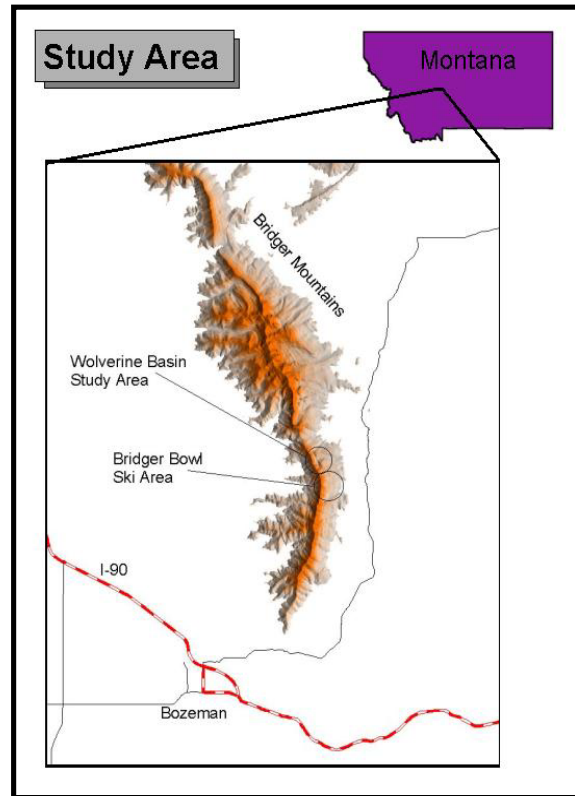 Study Area
Montana
Bridger Mountains
Wolverine Basin
Study Area
Bridger Bowl
Ski Area
I-90
Bozeman